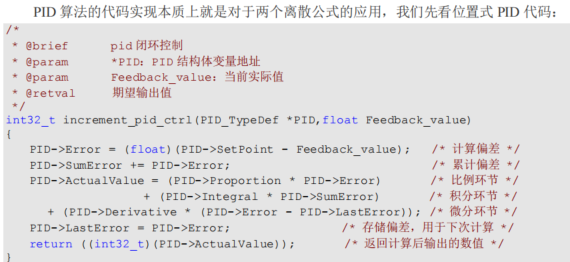 PID 算法的代码实现本质上就是对于两个离散公式的应用，我们先看位置式 PID 代码：
/*
* @brief pid 闭环控制
* @param *PID：PID 结构体变量地址
* @param Feedback_value：当前实际值
* @retval 期望输出值
*/
int32_t increment_pid_ctrl(PID_TypeDef *PID,float Feedback_value)
{
PID->Error = (float)(PID->SetPoint - Feedback_value); /* 计算偏差 */
PID->SumError += PID->Error; /* 累计偏差 */
PID->ActualValue = (PID->Proportion * PID->Error) /* 比例环节 */
+ (PID->Integral * PID->SumError) /* 积分环节 */
+ (PID->Derivative * (PID->Error - PID->LastError)); /* 微分环节 */
PID->LastError = PID->Error; /* 存储偏差，用于下次计算 */
return ((int32_t)(PID->ActualValue)); /* 返回计算后输出的数值 */
}